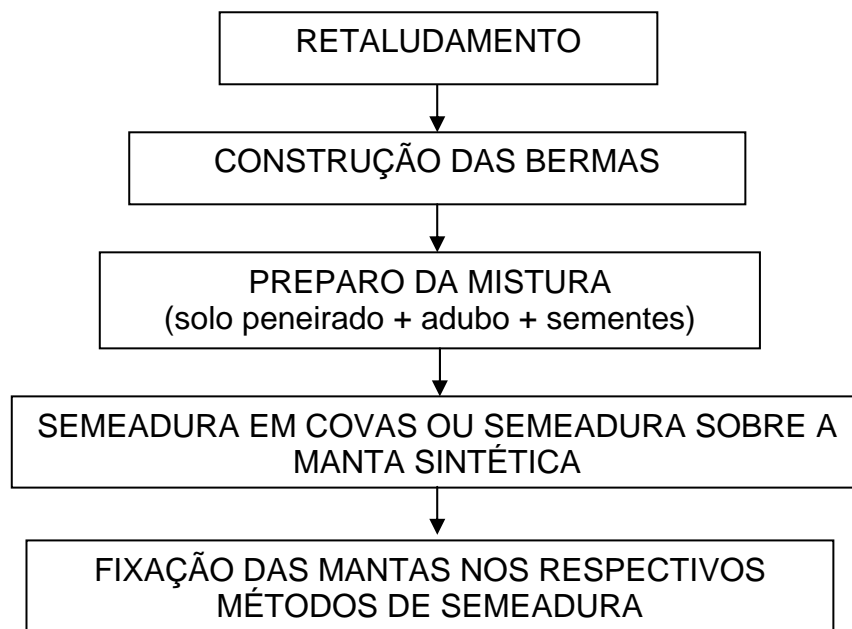 RETALUDAMENTO
CONSTRUÇÃO DAS BERMAS
PREPARO DA MISTURA
(solo peneirado + adubo + sementes)
SEMEADURA EM COVAS OU SEMEADURA SOBRE A
MANTA SINTÉTICA
FIXAÇÃO DAS MANTAS NOS RESPECTIVOS
MÉTODOS DE SEMEADURA